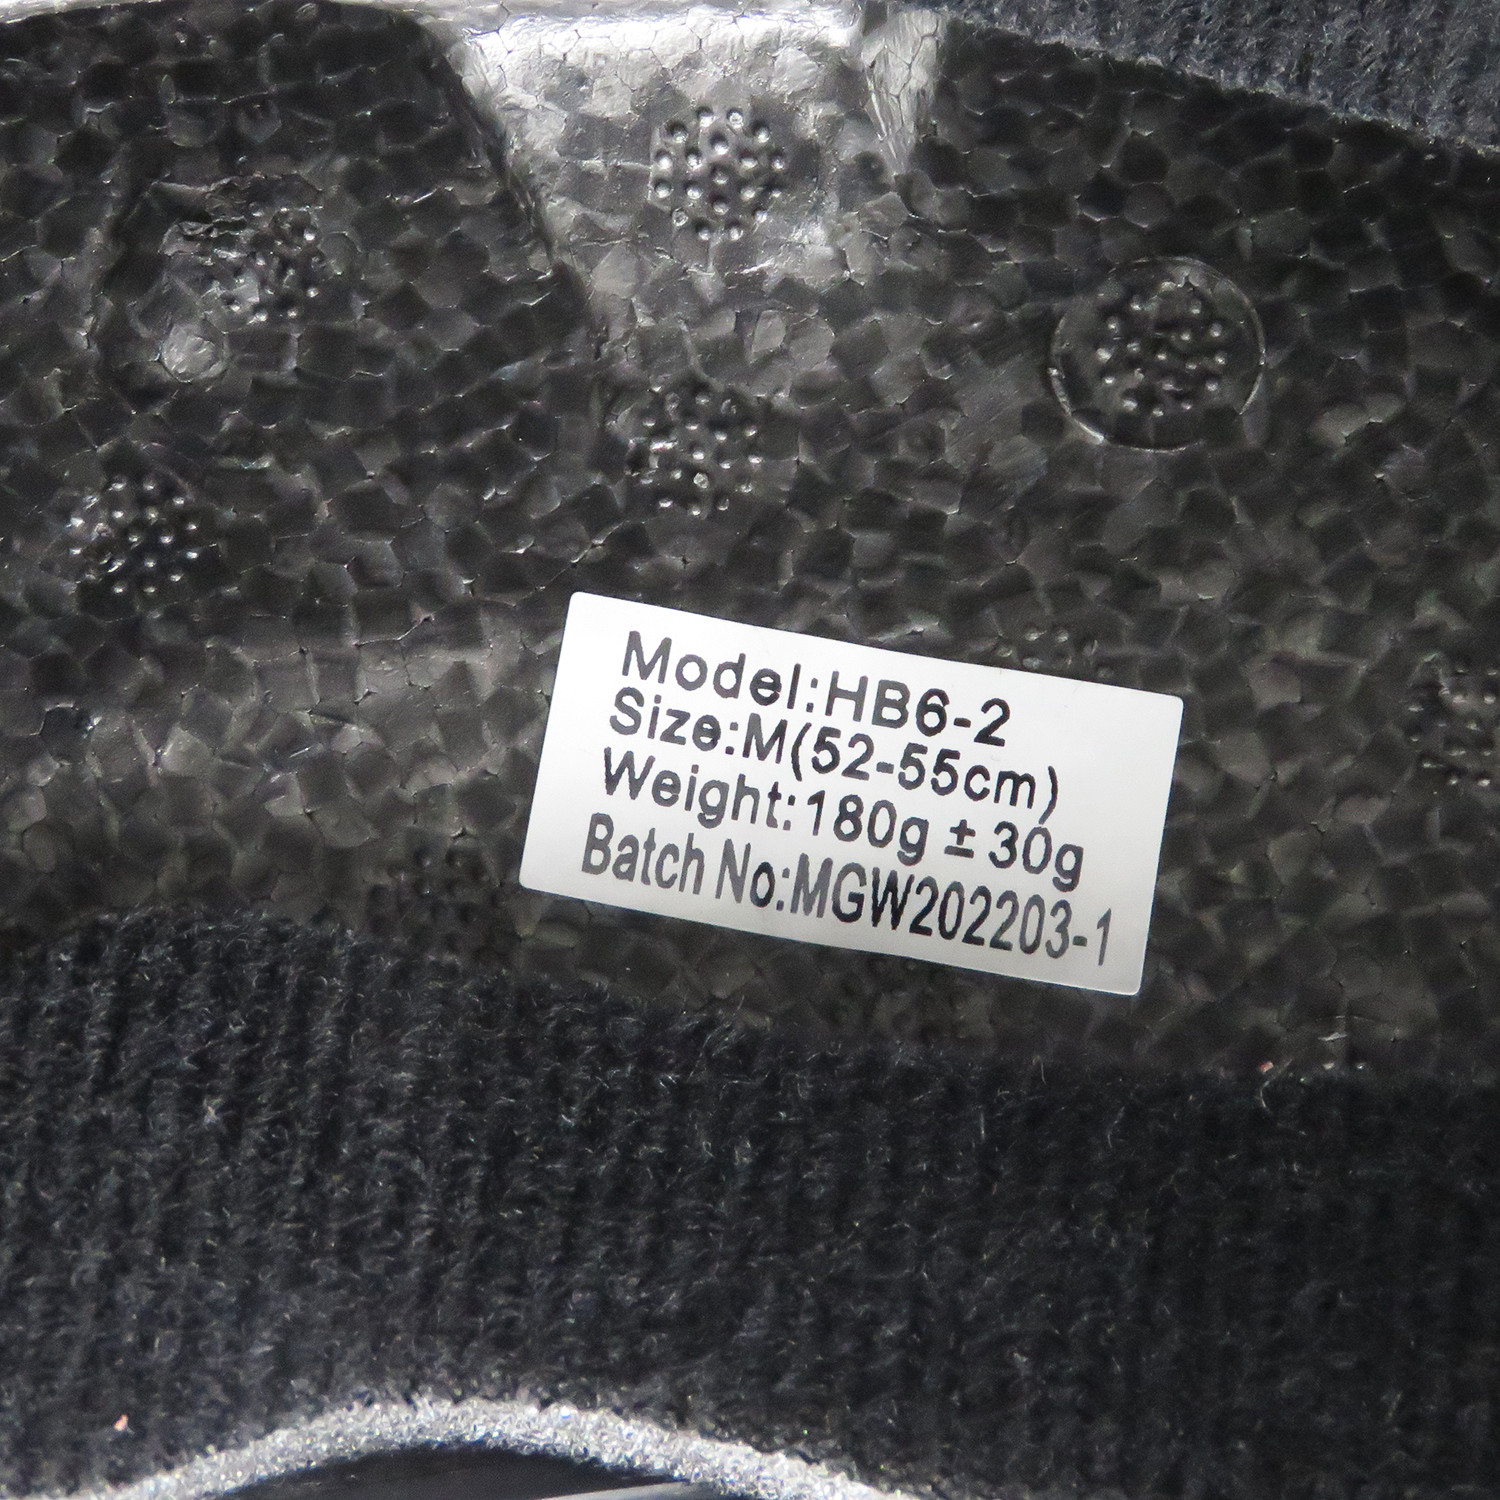 Model:HB6-2
Size:M(52-55cm)
Weight:180g ± 30g
Batch No:MGW202203-1